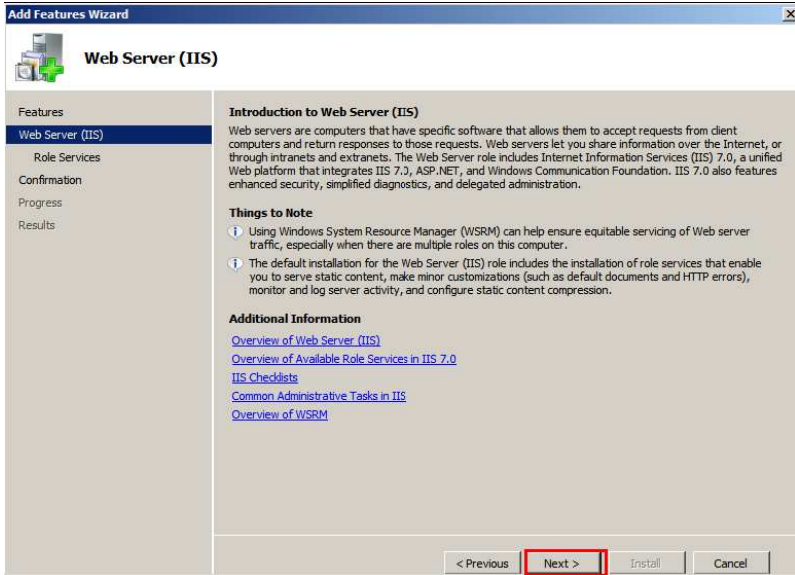 Add Features Wizard
Web Server (IIS)
Features
Web Server (IIS)
Role Services
Confirmation
Progress
Results
Introduction to Web Server (IIS)
Web servers are computers that have specific software that allows them to accept requests from client
computers and return responses to those requests. Web servers let you share information over the Internet, or
through intranets and extranets. The Web Server role includes Internet Information Services (IIS) 7.0, a unified
Web platform that integrates IIS 7.0, ASP.NET, and Windows Communication Foundation. IIS 7.0 also features
enhanced security, simplified diagnostics, and delegated administration.
Things to Note
Using Windows System Resource Manager (WSRM) can help ensure equitable servicing of Web server
traffic, especially when there are multiple roles on this computer.
The default installation for the Web Server (IIS) role includes the installation of role services that enable
you to serve static content, make minor customizations (such as default documents and HTTP errors),
monitor and log server activity, and configure static content compression.
Additional Information
Overview of Web Server (IIS)
Overview of Available Role Services in IIS 7.0
IIS Checklists
Common Administrative Tasks in IIS
Overview of WSRM
< Previous
Next >
Install
Cancel